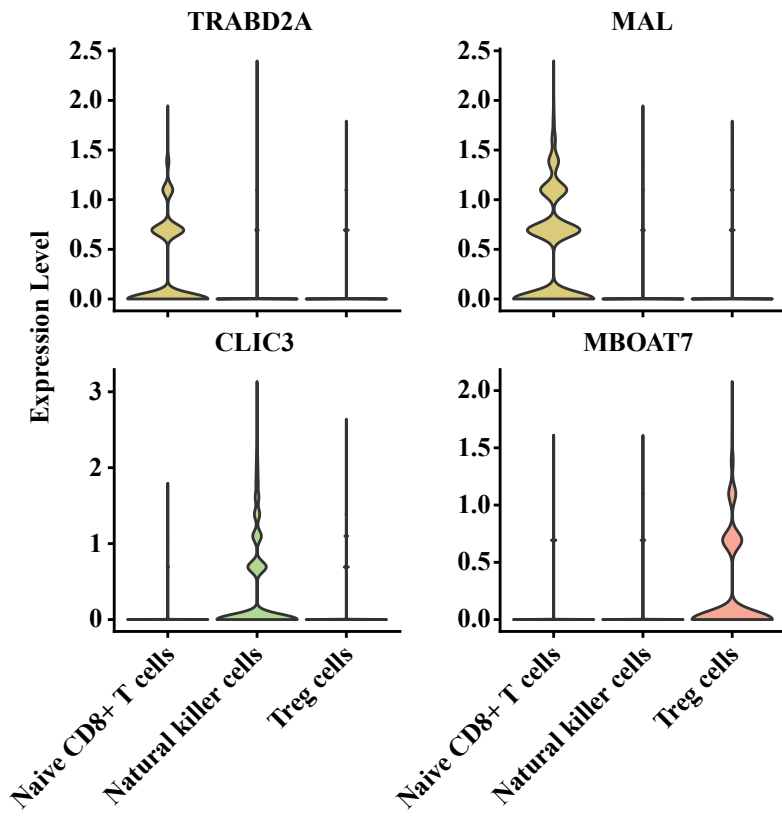 TRABD2A
2.5
2.0
1.5
1.0
0.5
0.0
MAL
2.5
2.0
1.5
1.0
0.5
0.0
Expression Level
CLIC3
3
2
1
0
MBOAT7
2.0
1.5
1.0
0.5
0.0
Naive CD8+ T cells
Natural killer cells
Treg cells
Naive CD8+ T cells
Natural killer cells
Treg cells